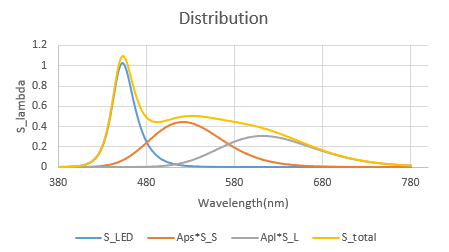 Distribution
1.2
1
0.8
0.6
0.4
0.2
0
S_lambda
380 480 580 680 780
Wavelength(nm)
S_LED Aps*S_S Apl*S_L S_total